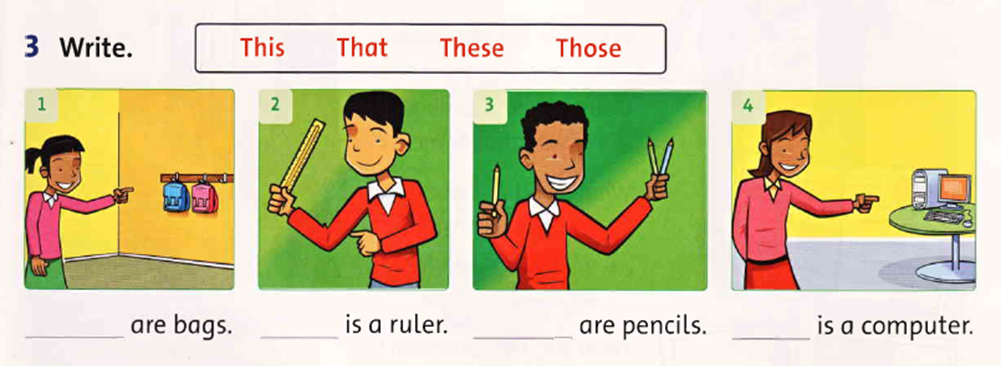 3 Write.
This That These Those
1
2
3
4
_______ are bags.
_______ is a ruler.
_______ are pencils.
_______ is a computer.